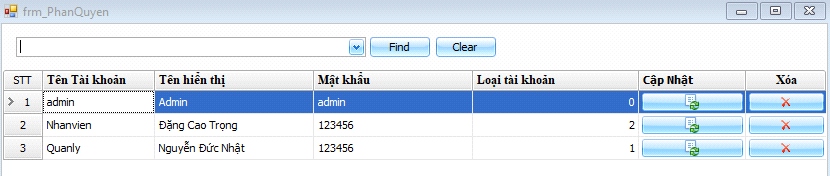 frm_PhanQuyen
Find Clear
STT Tên Tài khoản Tên hiển thị Mật khẩu Loại tài khoản Cập Nhật Xóa
1 admin Admin admin 0
2 Nhanvien Đặng Cao Trọng 123456 2
3 Quanly Nguyễn Đức Nhật 123456 1